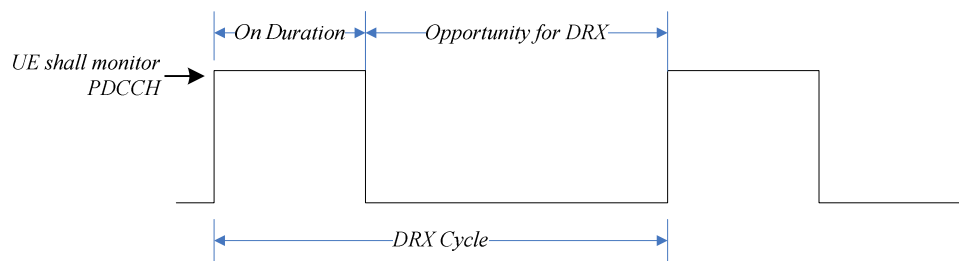 On Duration
Opportunity for DRX
UE shall monitor
PDCCH
DRX Cycle